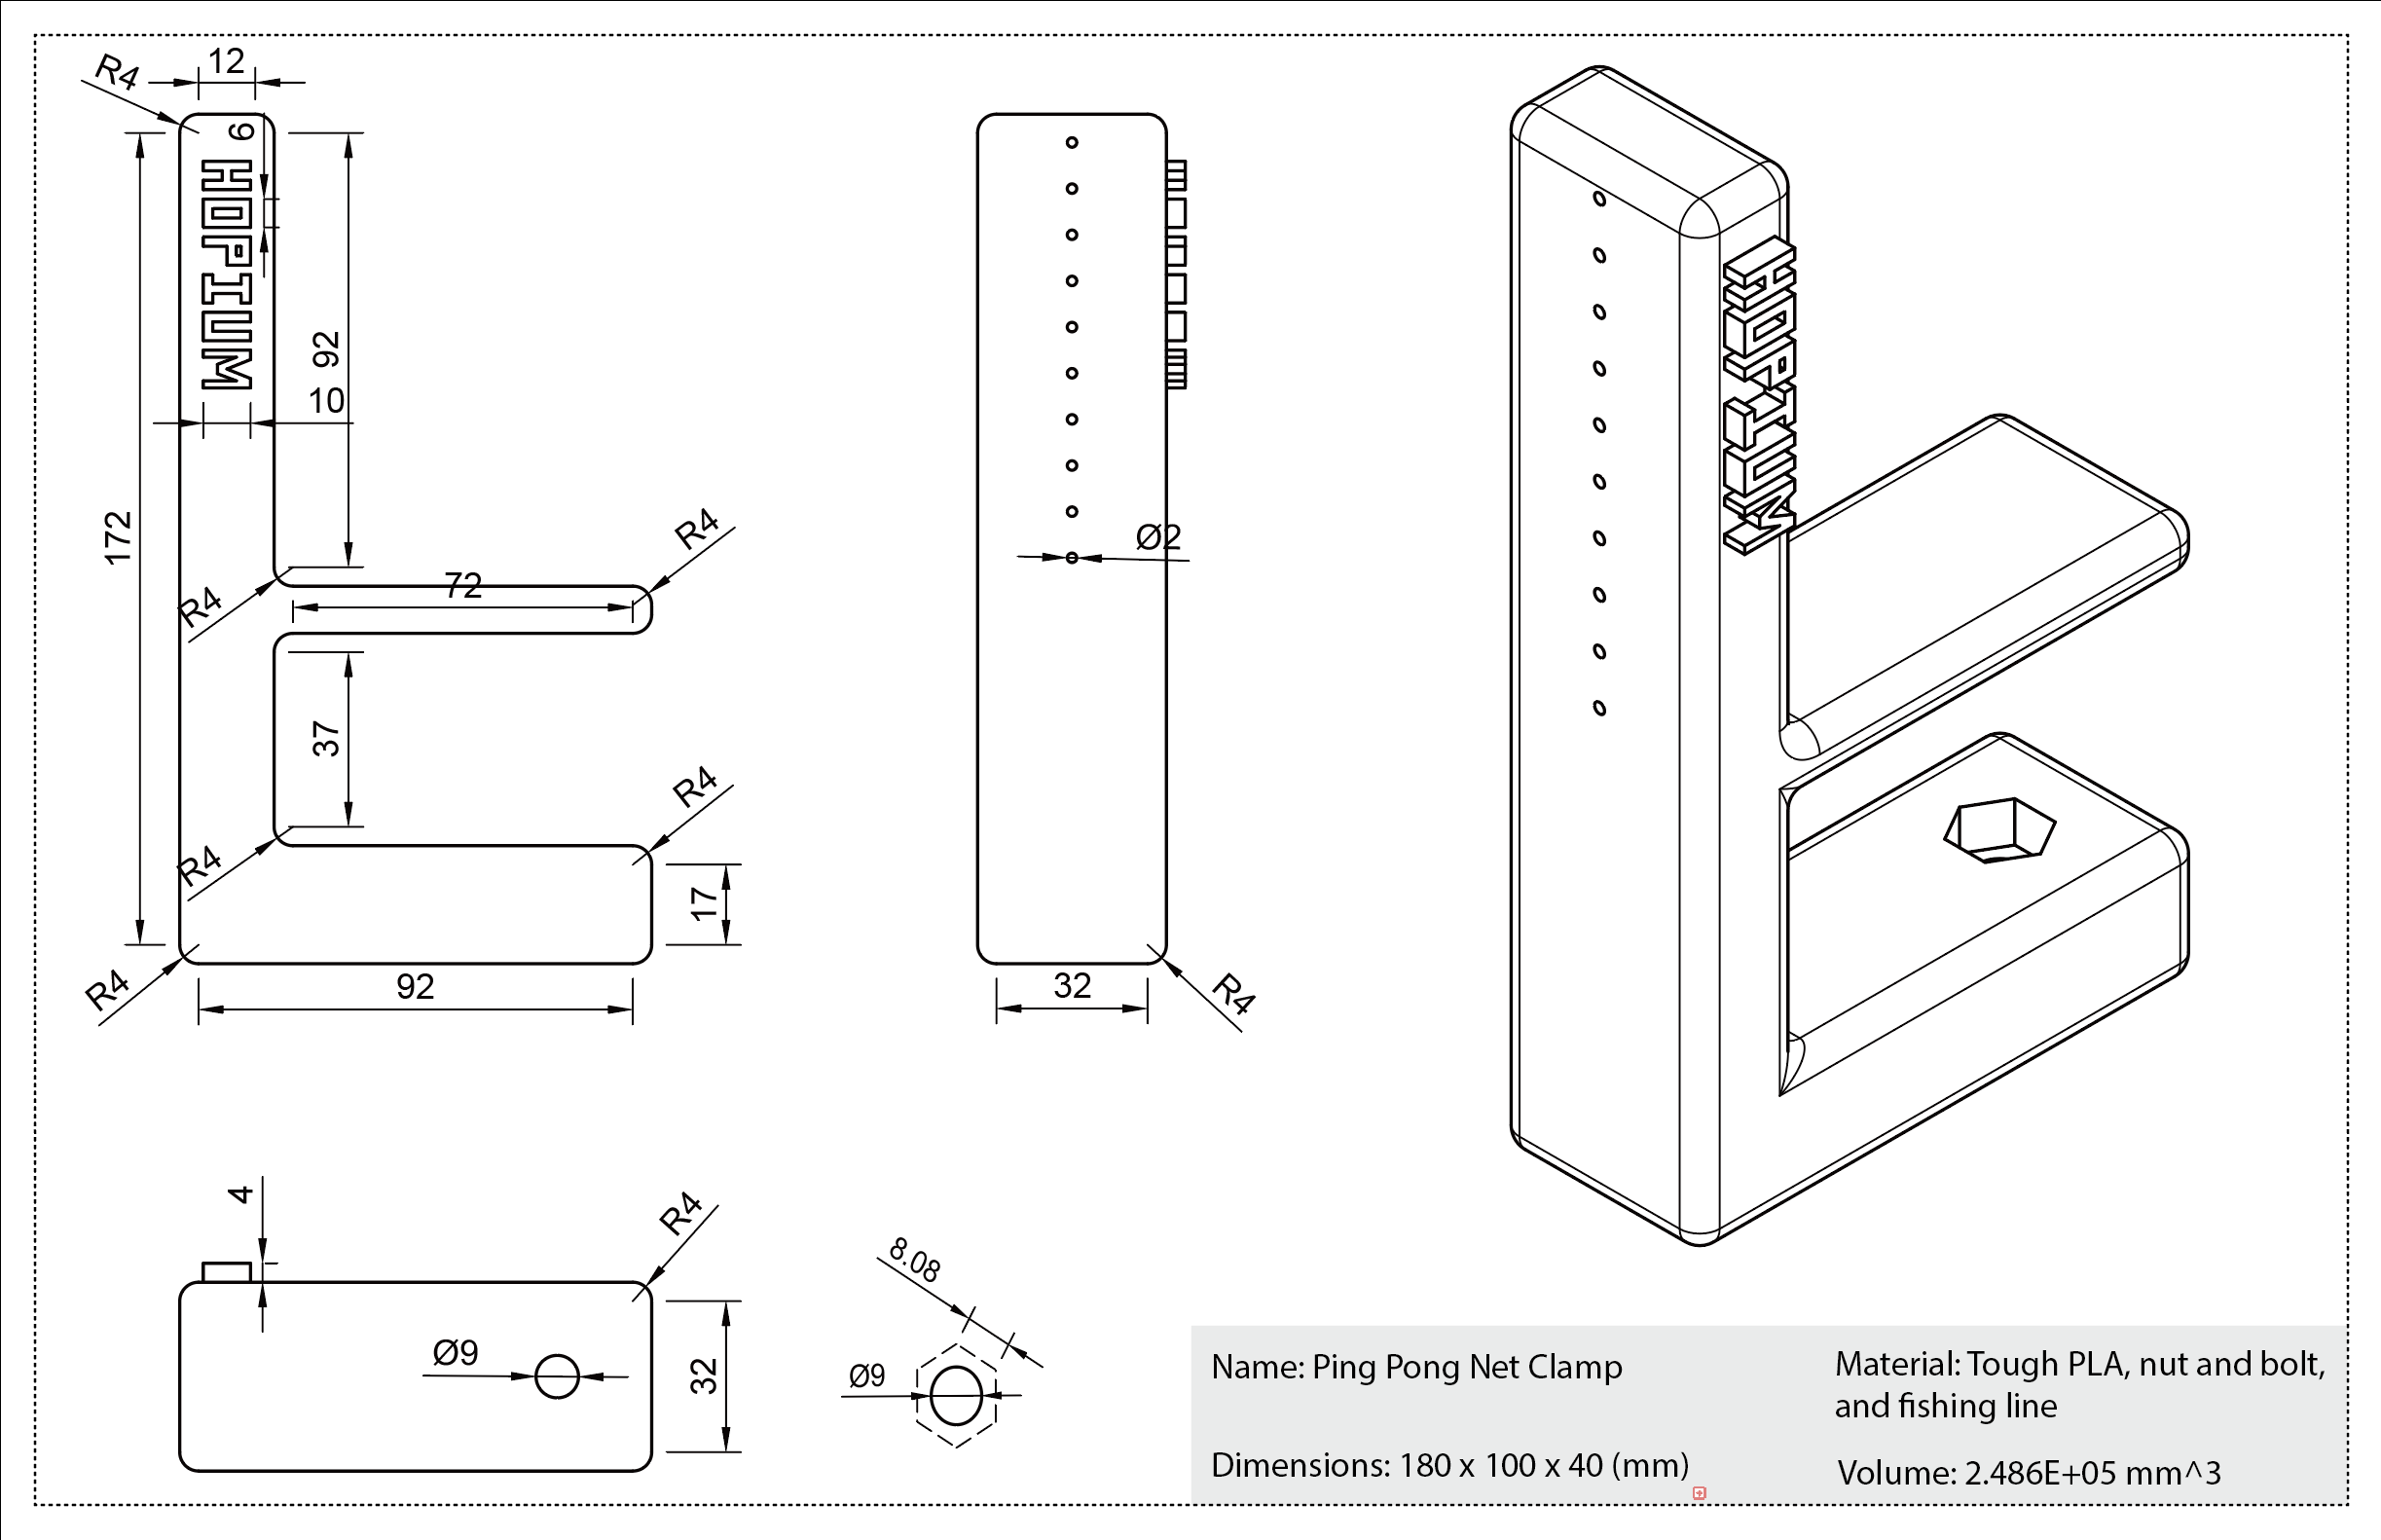 R4
12
6
HOPIUM
92
10
172
R4
72
R4
37
R4
R4
17
R4
92
Ø2
32
R4
HOPIUM
4
R4
Ø9
32
8.08
Ø9
Name: Ping Pong Net Clamp
Dimensions: 180 x 100 x 40 (mm)
Material: Tough PLA, nut and bolt,
and fishing line
Volume: 2.486E+05 mm^3